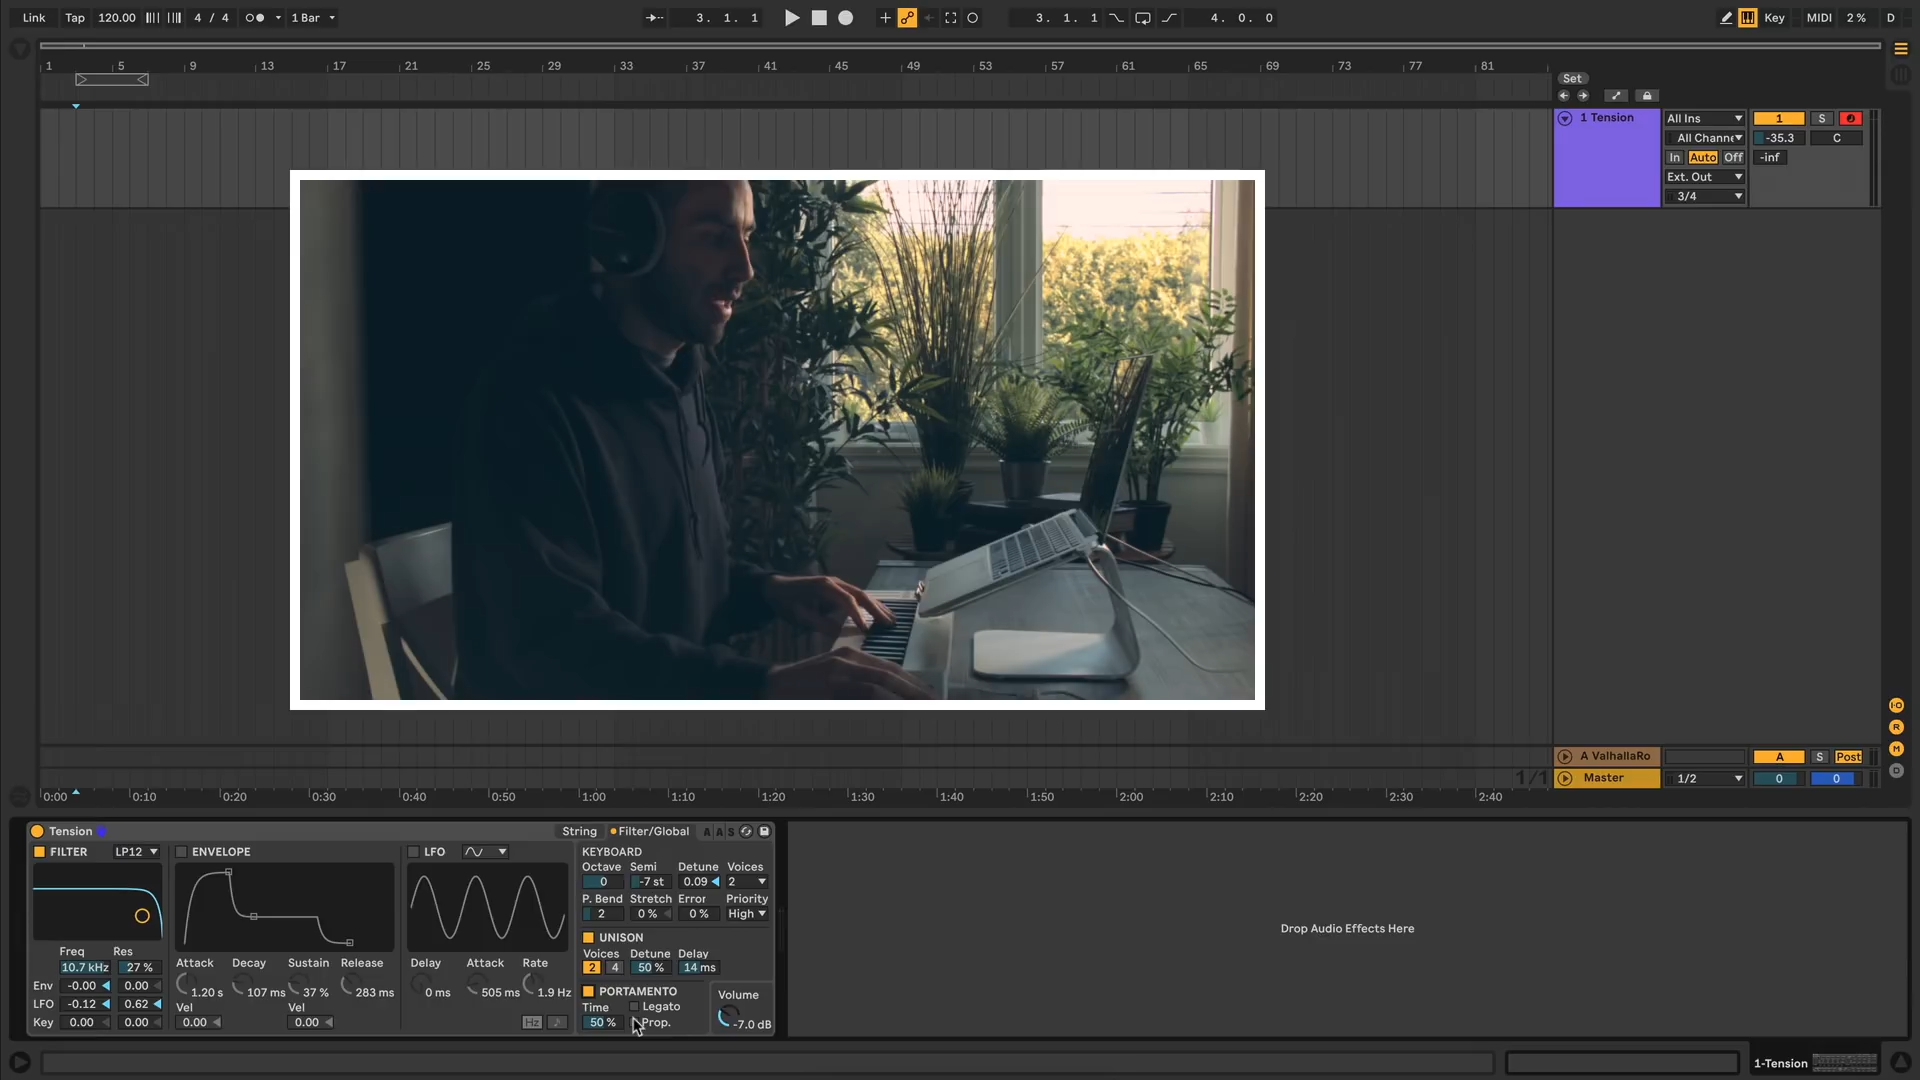 Link Tap 120.00 4 / 4 1 Bar 3. 1. 1 3. 1. 1 4. 0. 0 Key MIDI 2 % D
1 5 9 13 17 21 25 29 33 37 41 45 49 53 57 61 65 69 73 77 81
Set
1 Tension All Ins 1 S
All Channe -35.3 C
In Auto Off -inf
Ext. Out
3/4
A ValhallaRo A S Post
1/1 Master 1/2 0 0
0:00 0:10 0:20 0:30 0:40 0:50 1:00 1:10 1:20 1:30 1:40 1:50 2:00 2:10 2:20 2:30 2:40
I·O
R
M
D
Tension String Filter/Global A A S
FILTER LP12 ENVELOPE LFO KEYBOARD
Octave Semi Detune Voices
0 -7 st 0.09 2
P. Bend Stretch Error Priority
2 0 % 0 % High
UNISON
Voices Detune Delay
2 4 50 % 14 ms
PORTAMENTO
Time Legato
50 % Prop.
Volume
-7.0 dB
Freq Res
10.7 kHz 27 %
Env -0.00 0.00
LFO -0.12 0.62
Key 0.00 0.00
Attack Decay Sustain Release
1.20 s 107 ms 37 % 283 ms
Vel Vel
0.00 0.00
Delay Attack Rate
0 ms 505 ms 1.9 Hz
Hz
Drop Audio Effects Here
1-Tension